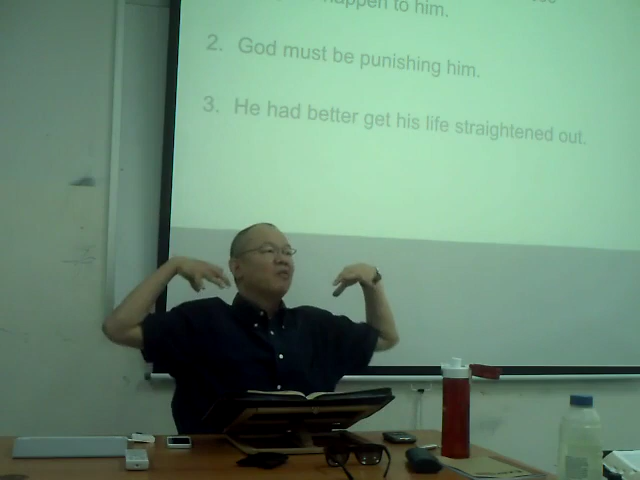 happen to him.
2. God must be punishing him.
3. He had better get his life straightened out.